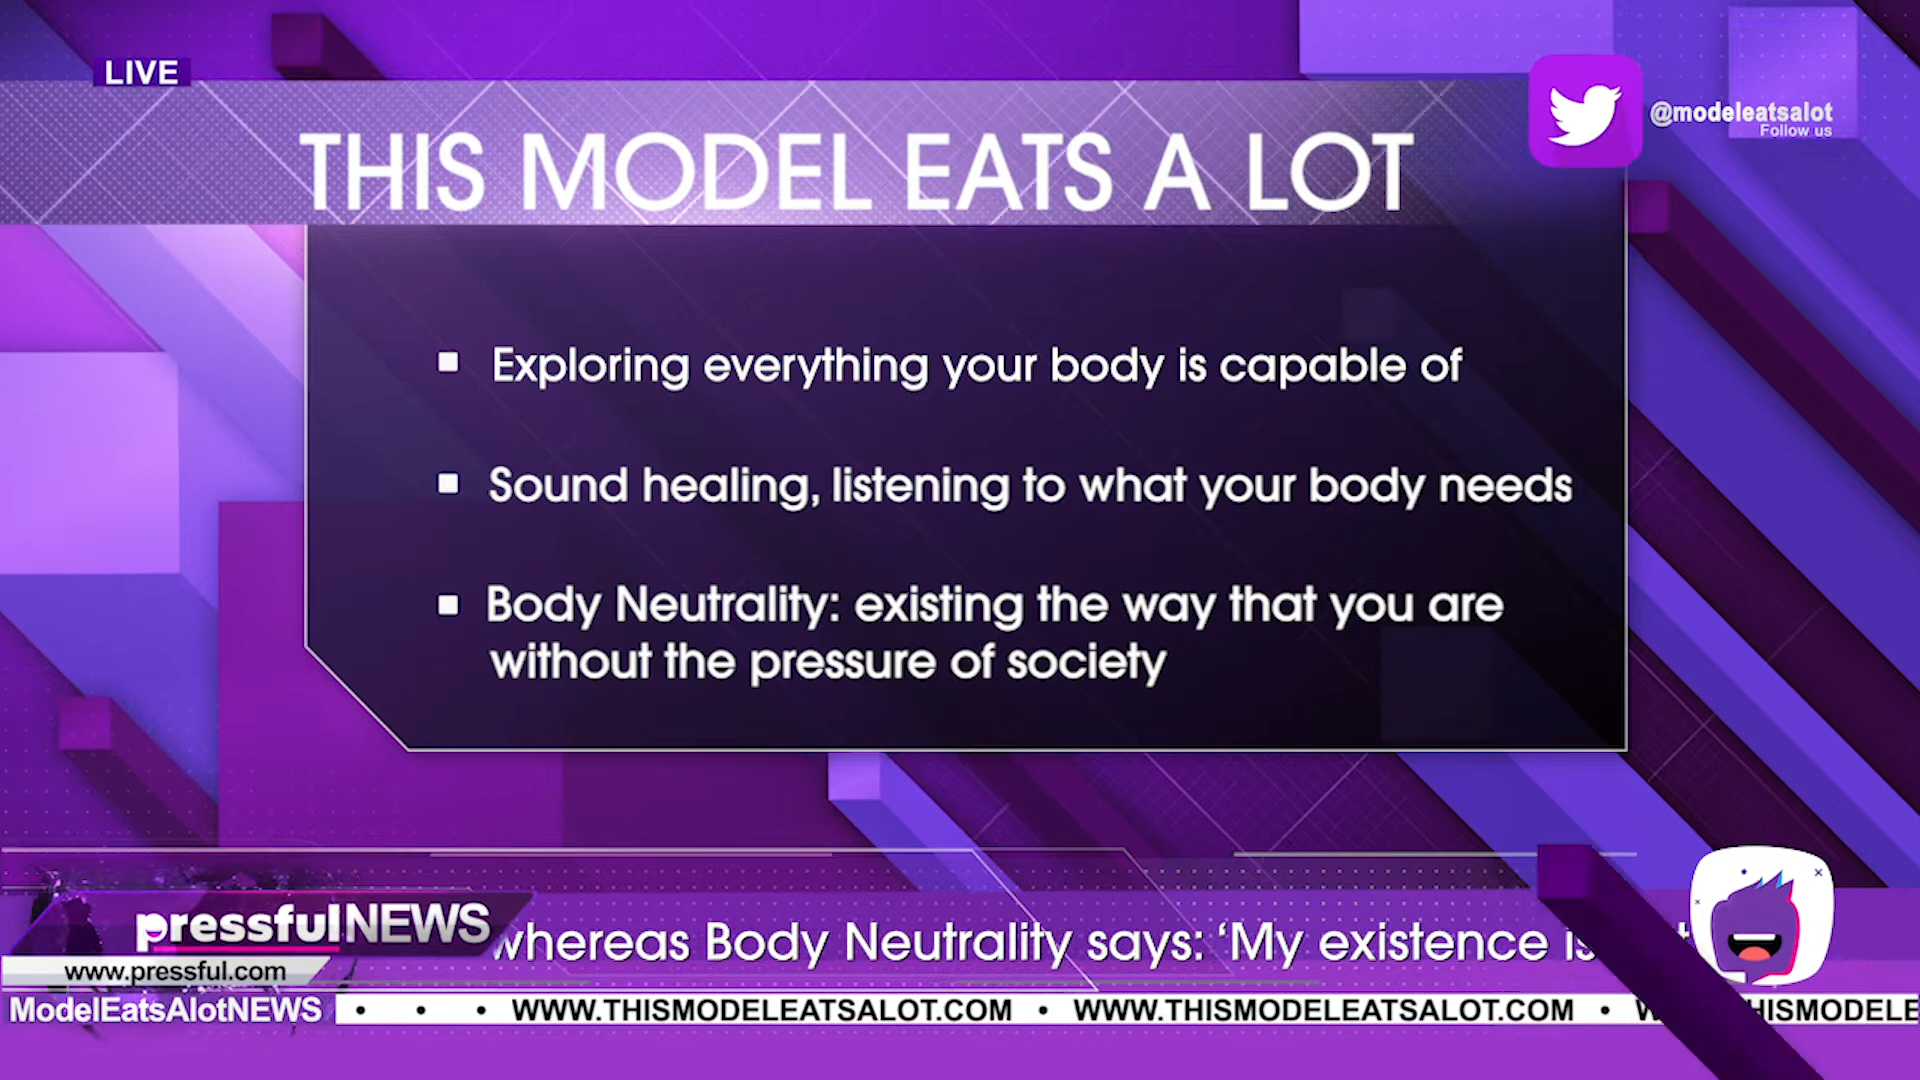 LIVE
THIS MODEL EATS A LOT
@modeleatsalot
Follow us
Exploring everything your body is capable of
Sound healing, listening to what your body needs
Body Neutrality: existing the way that you are
without the pressure of society
pressfulNEWS
whereas Body Neutrality says: ‘My existence is
www.pressful.com
ModelEatsAlotNEWS • • • WWW.THISMODELEATSALOT.COM • WWW.THISMODELEATSALOT.COM •